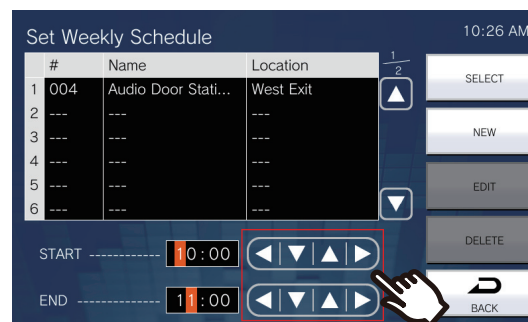 Set Weekly Schedule
10:26 AM
# Name Location
1/2
1 004 Audio Door Stati... West Exit
2 --- --- ---
3 --- --- ---
4 --- --- ---
5 --- --- ---
6 --- --- ---
SELECT
NEW
EDIT
DELETE
START ------------ 10:00
END ------------ 11:00
BACK